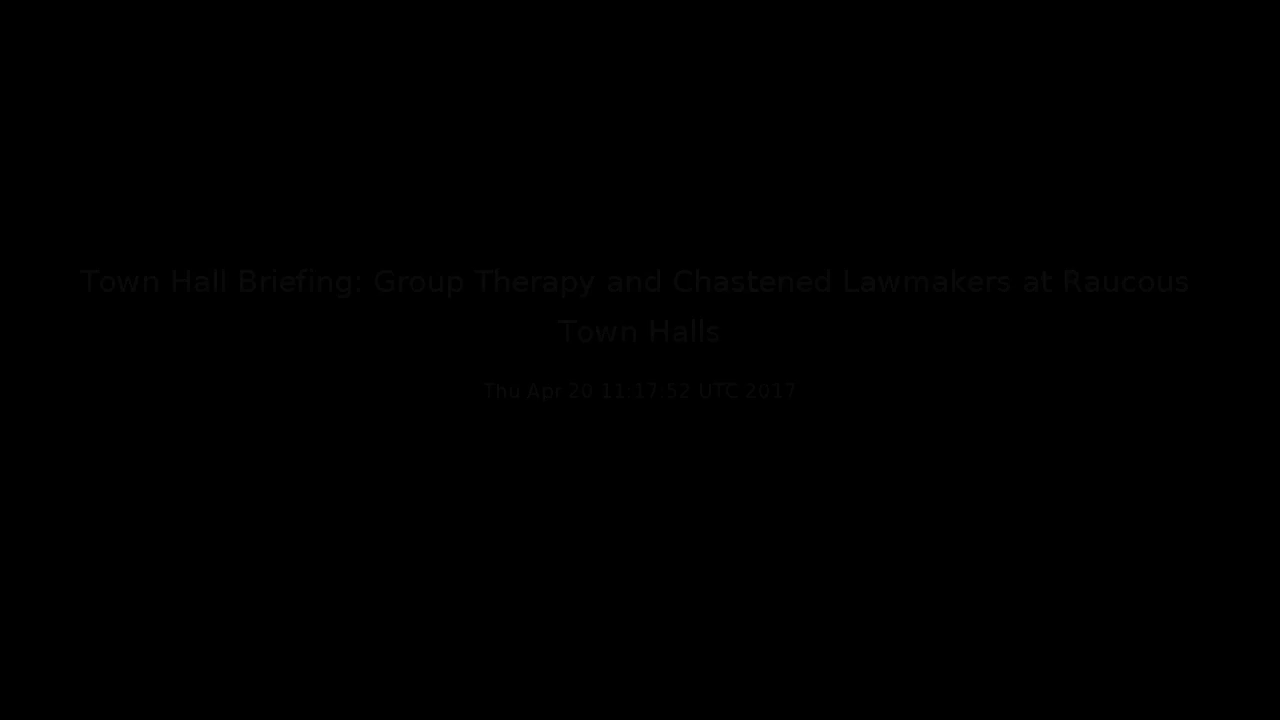 Town Hall Briefing: Group Therapy and Chastened Lawmakers at Raucous
Town Halls
Thu Apr 20 11 17 52 UTC 2017